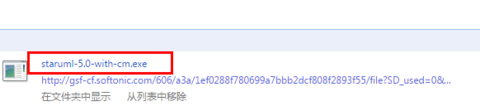 staruml-5.0-with-cm.exe
http://gsf-cf.softonic.com/606/a3a/1ef0288f780699a7bbb2dcf808f2893f55/file?SD_used=0&...
在文件夹中显示 从列表中移除